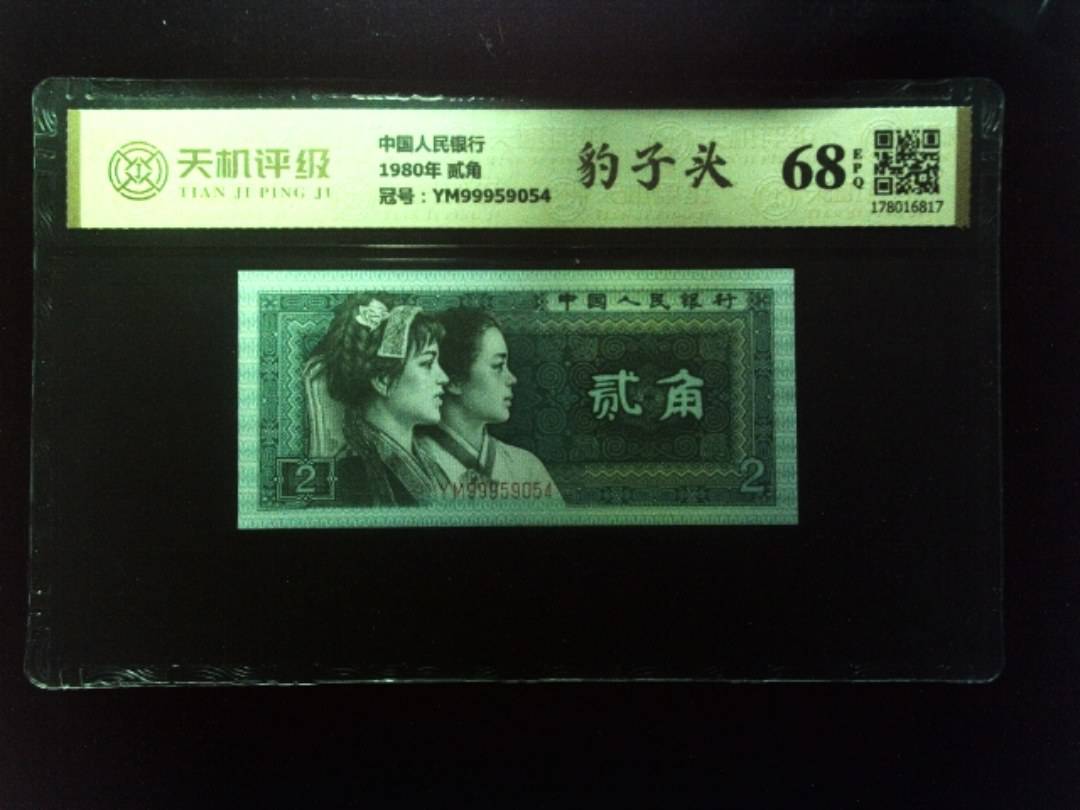 天机评级
TIAN JI PING JI
中国人民银行
1980年 贰角
冠号：YM99959054
豹子头
68
EPQ
178016817
中国人民银行
贰角
2
2
YM99959054